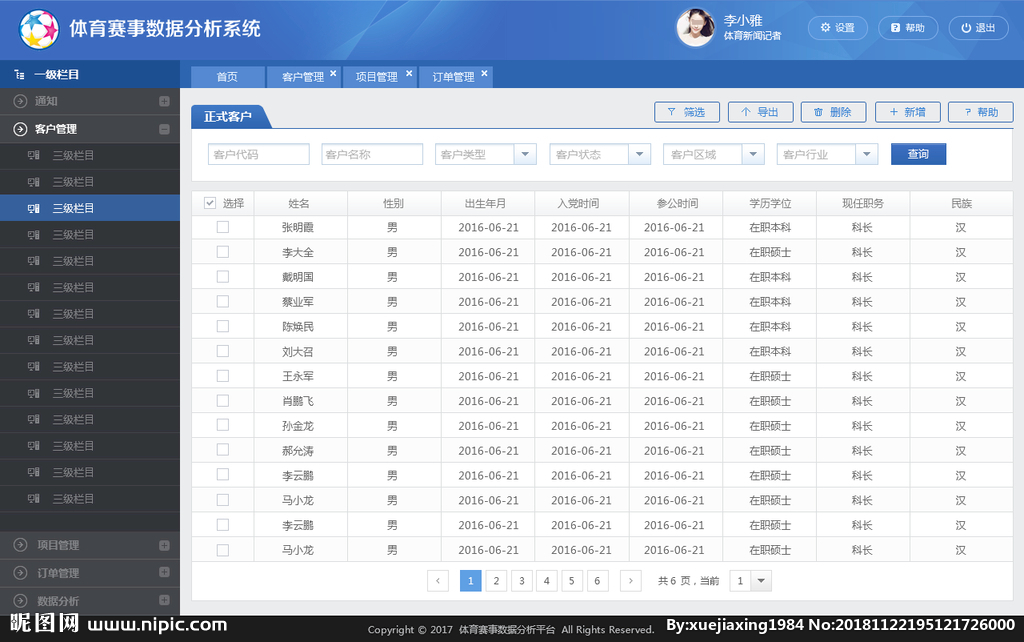 体育赛事数据分析系统
李小雅
体育新闻记者
设置 帮助 退出
一级栏目
首页 客户管理 项目管理 订单管理
通知
客户管理
三级栏目
三级栏目
三级栏目
三级栏目
三级栏目
三级栏目
三级栏目
三级栏目
三级栏目
三级栏目
三级栏目
三级栏目
三级栏目
三级栏目
项目管理
订单管理
数据分析
正式客户
筛选 导出 删除 新增 帮助
客户代码 客户名称 客户类型 客户状态 客户区域 客户行业 查询
选择 姓名 性别 出生年月 入党时间 参公时间 学历学位 现任职务 民族
张明霞 男 2016-06-21 2016-06-21 2016-06-21 在职本科 科长 汉
李大全 男 2016-06-21 2016-06-21 2016-06-21 在职硕士 科长 汉
戴明国 男 2016-06-21 2016-06-21 2016-06-21 在职本科 科长 汉
蔡业军 男 2016-06-21 2016-06-21 2016-06-21 在职硕士 科长 汉
陈焕民 男 2016-06-21 2016-06-21 2016-06-21 在职本科 科长 汉
刘大召 男 2016-06-21 2016-06-21 2016-06-21 在职本科 科长 汉
王永军 男 2016-06-21 2016-06-21 2016-06-21 在职硕士 科长 汉
肖鹏飞 男 2016-06-21 2016-06-21 2016-06-21 在职硕士 科长 汉
孙金龙 男 2016-06-21 2016-06-21 2016-06-21 在职硕士 科长 汉
郝允涛 男 2016-06-21 2016-06-21 2016-06-21 在职硕士 科长 汉
李云鹏 男 2016-06-21 2016-06-21 2016-06-21 在职硕士 科长 汉
马小龙 男 2016-06-21 2016-06-21 2016-06-21 在职硕士 科长 汉
李云鹏 男 2016-06-21 2016-06-21 2016-06-21 在职硕士 科长 汉
马小龙 男 2016-06-21 2016-06-21 2016-06-21 在职硕士 科长 汉
‹ 1 2 3 4 5 6 › 共 6 页，当前 1
昵图网 www.nipic.com
Copyright © 2017 体育赛事数据分析平台 All Rights Reserved.
By:xuejiaxing1984 No:20181122195121726000